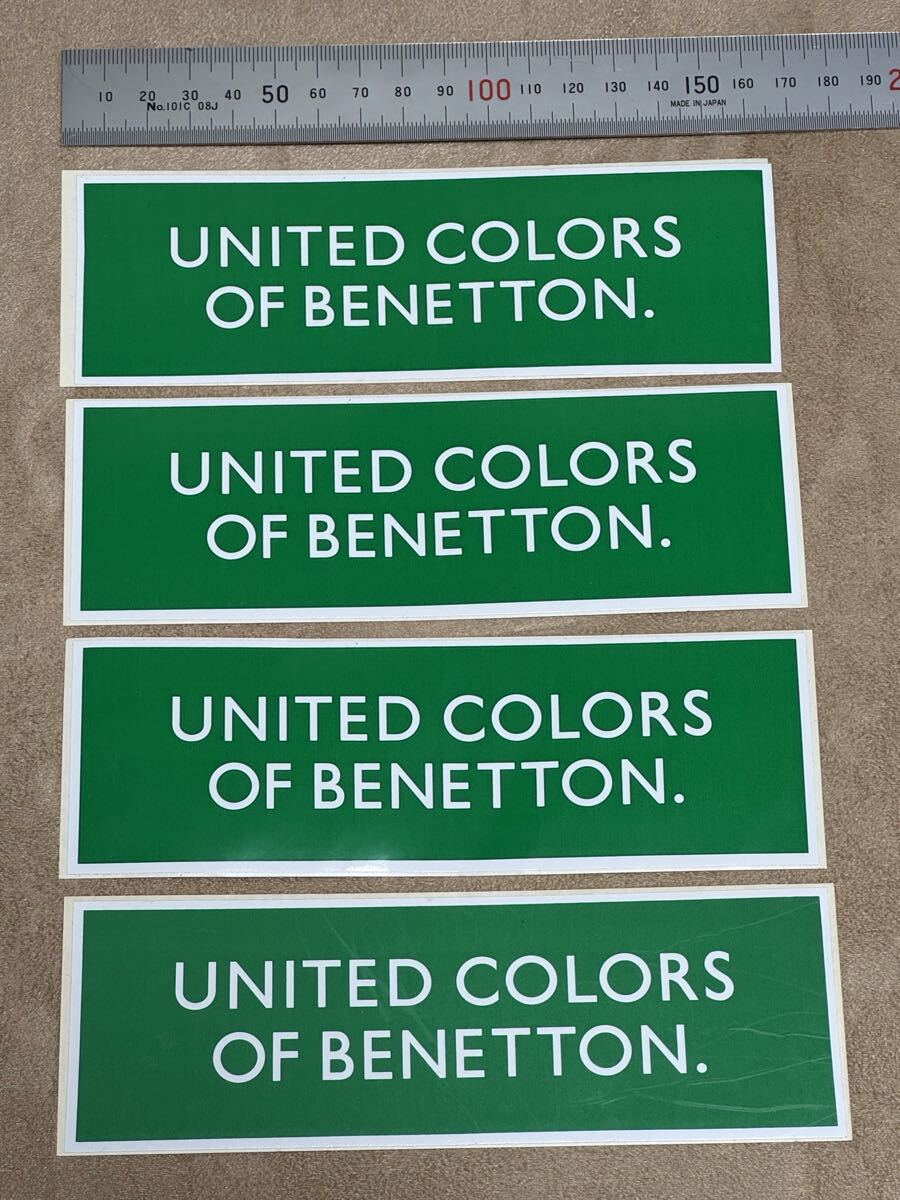 10 20 30 40 50 60 70 80 90 100 110 120 130 140 150 160 170 180 190
No.101C 08J
MADE IN JAPAN
UNITED COLORS
OF BENETTON.
UNITED COLORS
OF BENETTON.
UNITED COLORS
OF BENETTON.
UNITED COLORS
OF BENETTON.